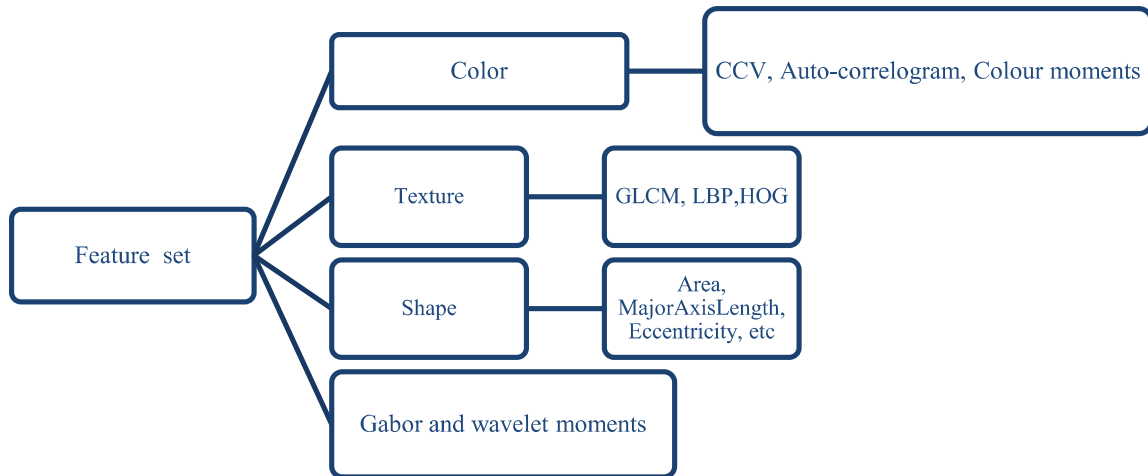 Color
CCV, Auto-correlogram, Colour moments
Texture
GLCM, LBP,HOG
Feature set
Shape
Area,
MajorAxisLength,
Eccentricity, etc
Gabor and wavelet moments